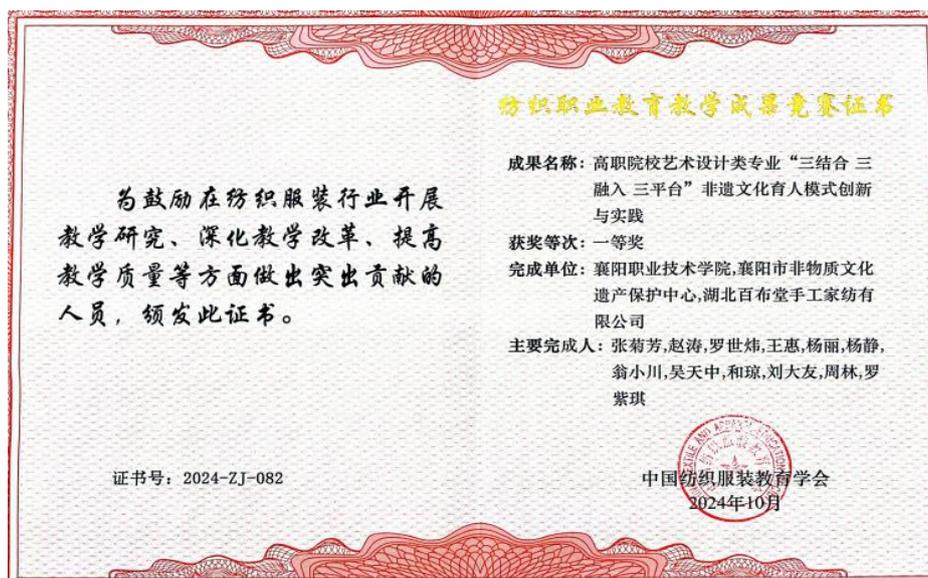 为鼓励在纺织服装行业开展
教学研究、深化教学改革、提高
教学质量等方面做出突出贡献的
人员，颁发此证书。
证书号：2024-ZJ-082
纺织职业教育教学成果竞赛证书
成果名称：高职院校艺术设计类专业“三结合 三
融入 三平台”非遗文化育人模式创新
与实践
获奖等次：一等奖
完成单位：襄阳职业技术学院,襄阳市非物质文化
遗产保护中心,湖北百布堂手工家纺有
限公司
主要完成人：张菊芳,赵涛,罗世炜,王惠,杨丽,杨静,
翁小川,吴天中,和琼,刘大友,周林,罗
紫琪
中国纺织服装教育学会
2024年10月